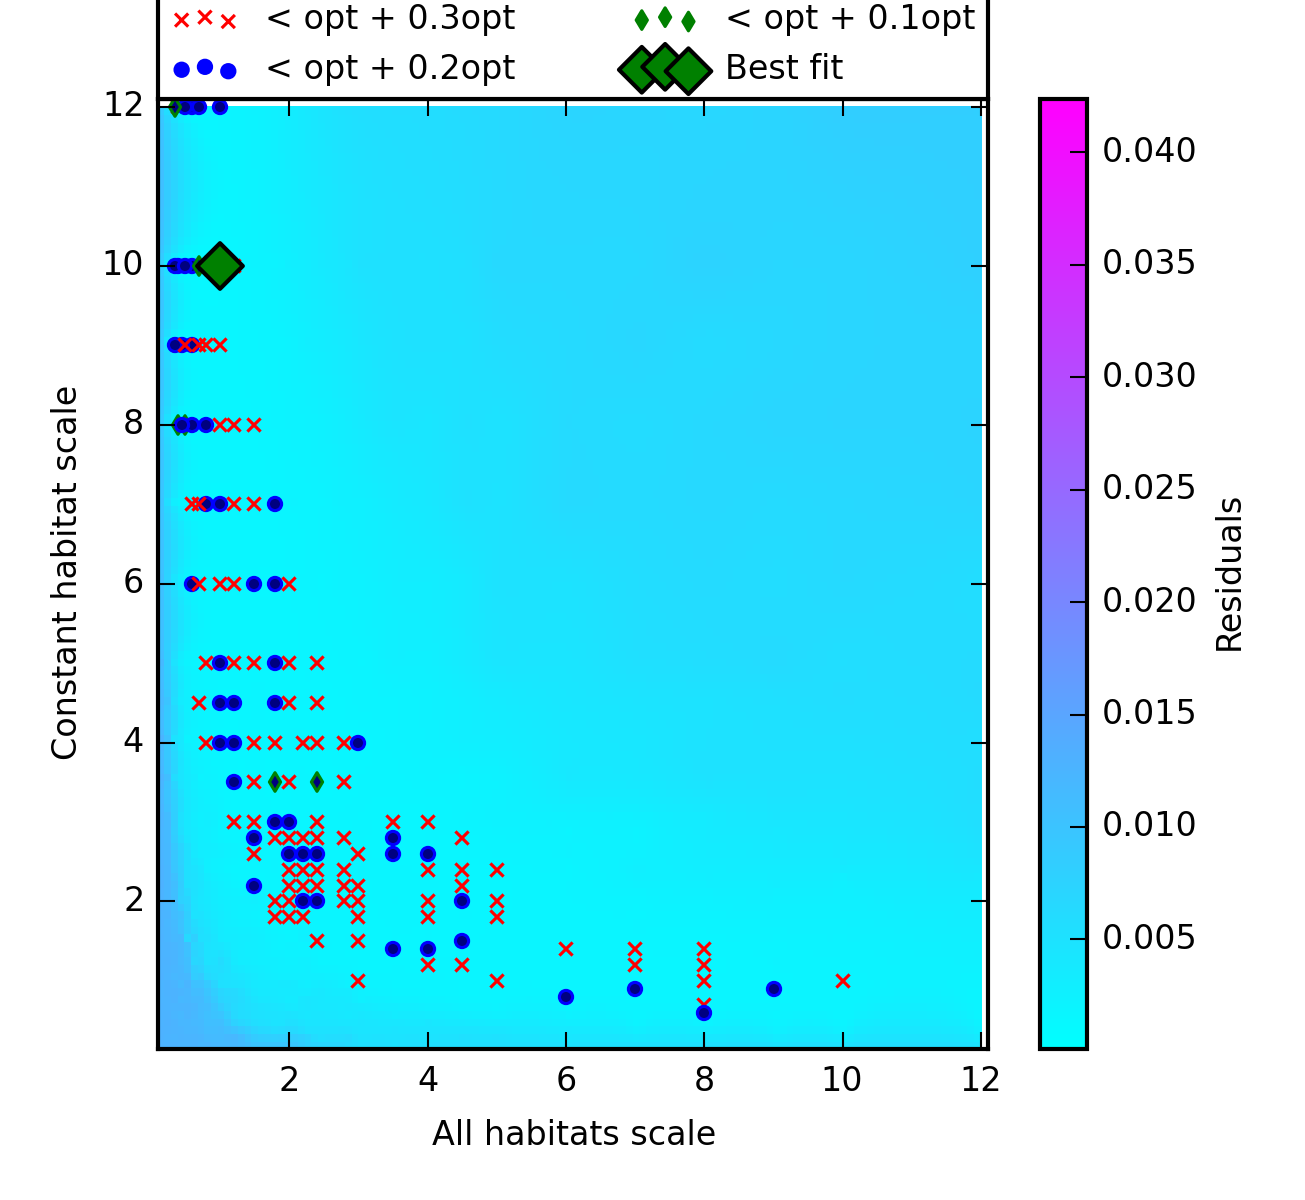 < opt + 0.3opt
< opt + 0.1opt
< opt + 0.2opt
Best fit
12
10
8
6
4
2
Constant habitat scale
2 4 6 8 10 12
All habitats scale
0.040
0.035
0.030
0.025
0.020
0.015
0.010
0.005
Residuals